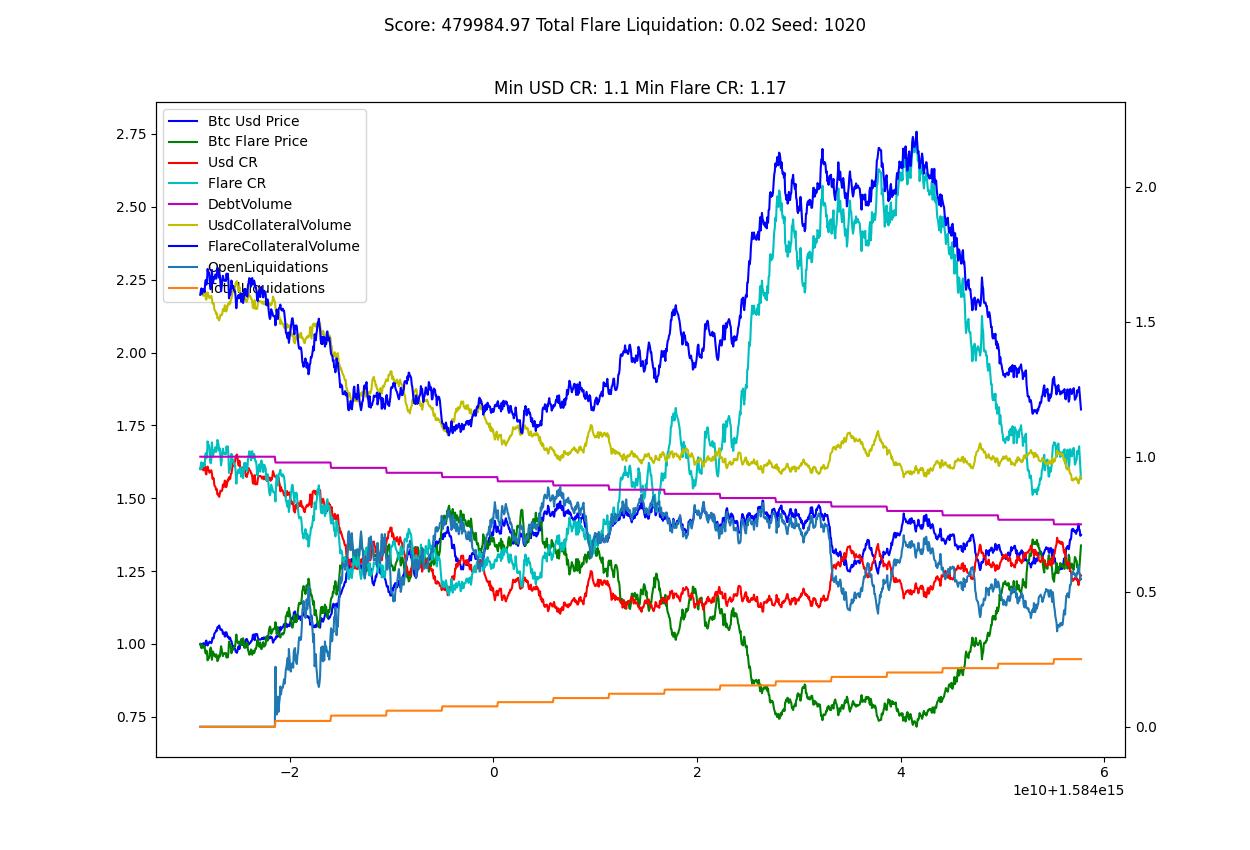 Score: 479984.97 Total Flare Liquidation: 0.02 Seed: 1020
Min USD CR: 1.1 Min Flare CR: 1.17
Btc Usd Price
Btc Flare Price
Usd CR
Flare CR
DebtVolume
UsdCollateralVolume
FlareCollateralVolume
OpenLiquidations
TotalLiquidations
2.75
2.50
2.25
2.00
1.75
1.50
1.25
1.00
0.75
2.0
1.5
1.0
0.5
0.0
−2
0
2
4
6
1e10+1.584e15